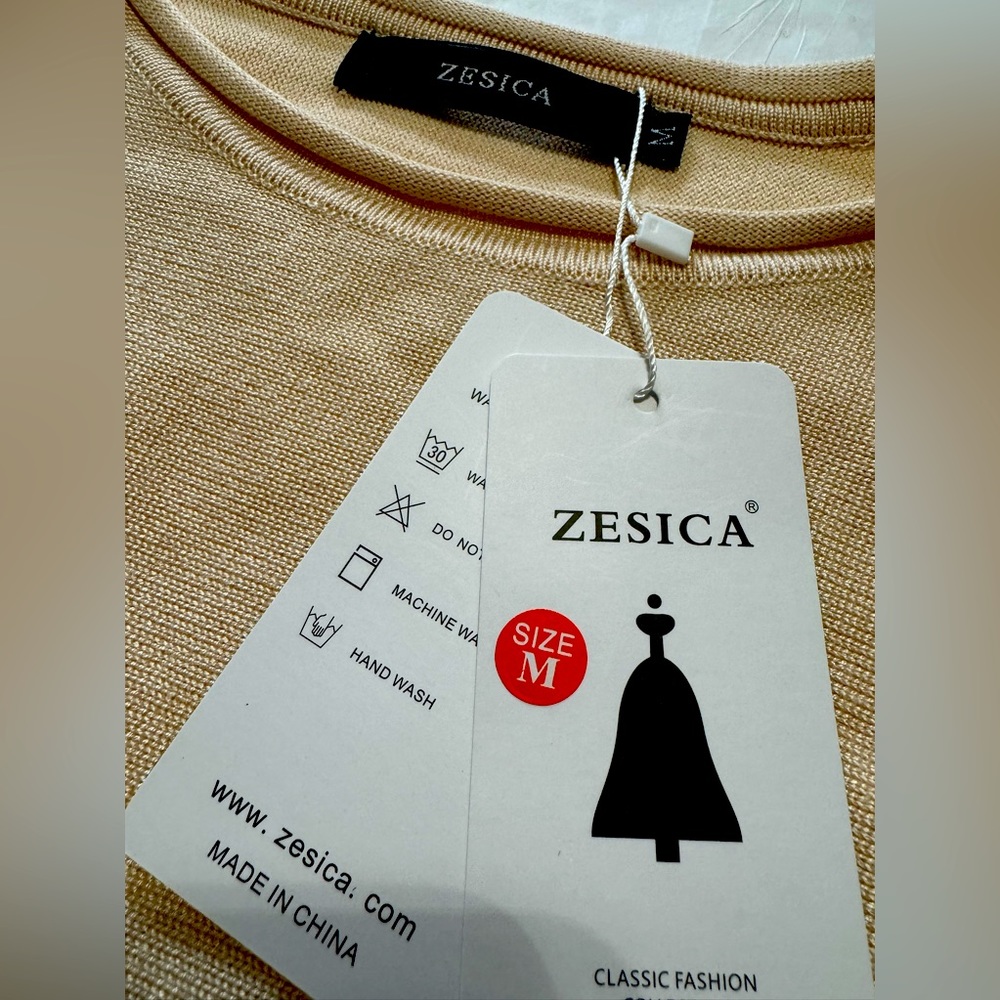 ZESICA
M
30
DO NOT
MACHINE WA
HAND WASH
www.zesica.com
MADE IN CHINA
ZESICA®
SIZE
M
CLASSIC FASHION